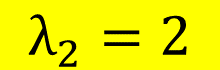 λ₂ = 2